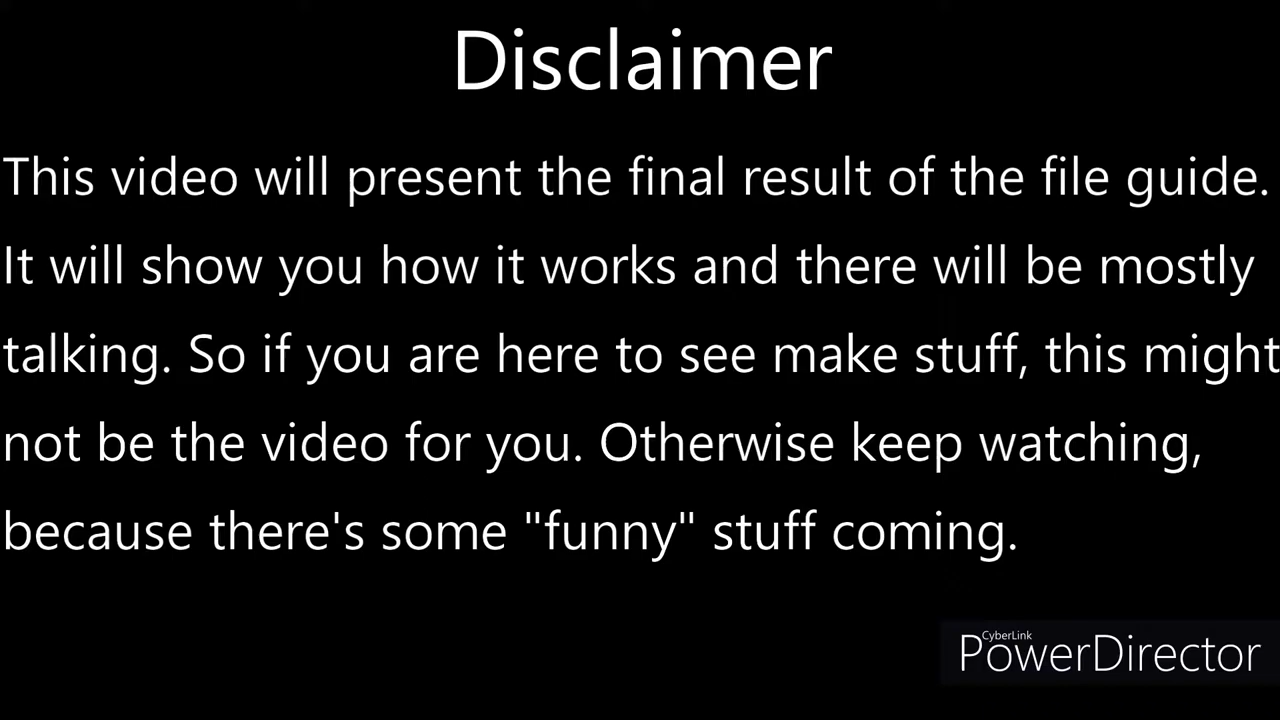 Disclaimer
This video will present the final result of the file guide.
It will show you how it works and there will be mostly
talking. So if you are here to see make stuff, this might
not be the video for you. Otherwise keep watching,
because there's some "funny" stuff coming.
CyberLink
PowerDirector